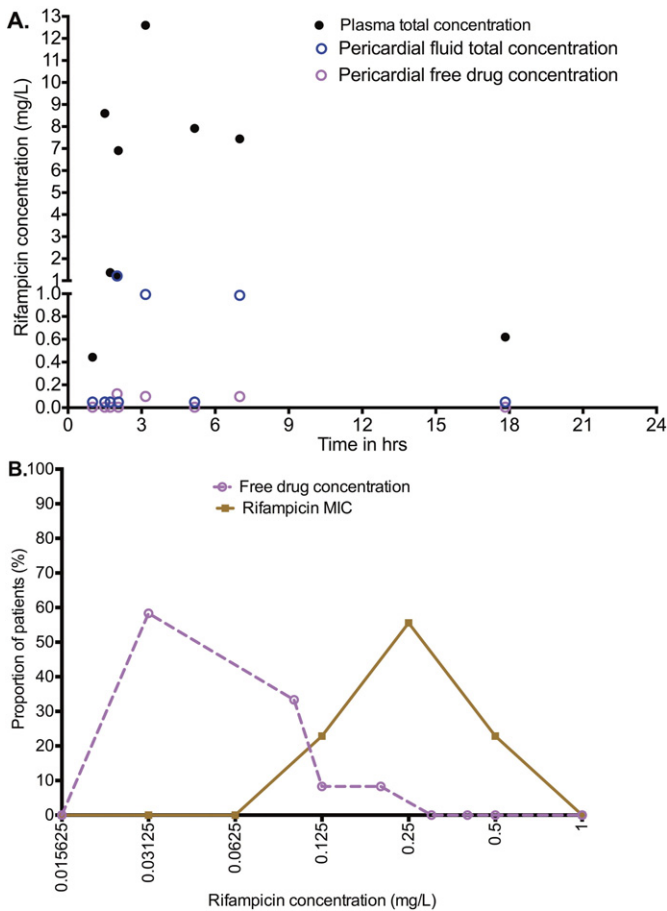 A.
Plasma total concentration
Pericardial fluid total concentration
Pericardial free drug concentration
Rifampicin concentration (mg/L)
13
12
11
10
9
8
7
6
5
4
3
2
1
1.0
0.8
0.6
0.4
0.2
0.0
0 3 6 9 12 15 18 21 24
Time in hrs
B.
Free drug concentration
Rifampicin MIC
Proportion of patients (%)
100
90
80
70
60
50
40
30
20
10
0
0.015625 0.03125 0.0625 0.125 0.25 0.5 1
Rifampicin concentration (mg/L)